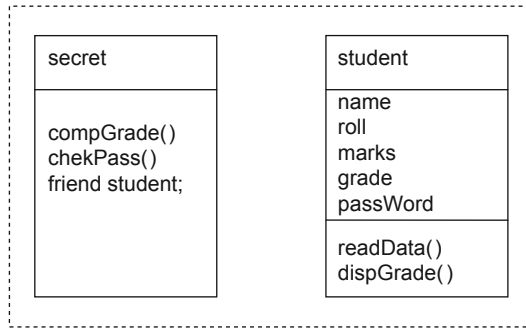 secret
compGrade()
chekPass()
friend student;
student
name
roll
marks
grade
passWord
readData()
dispGrade()